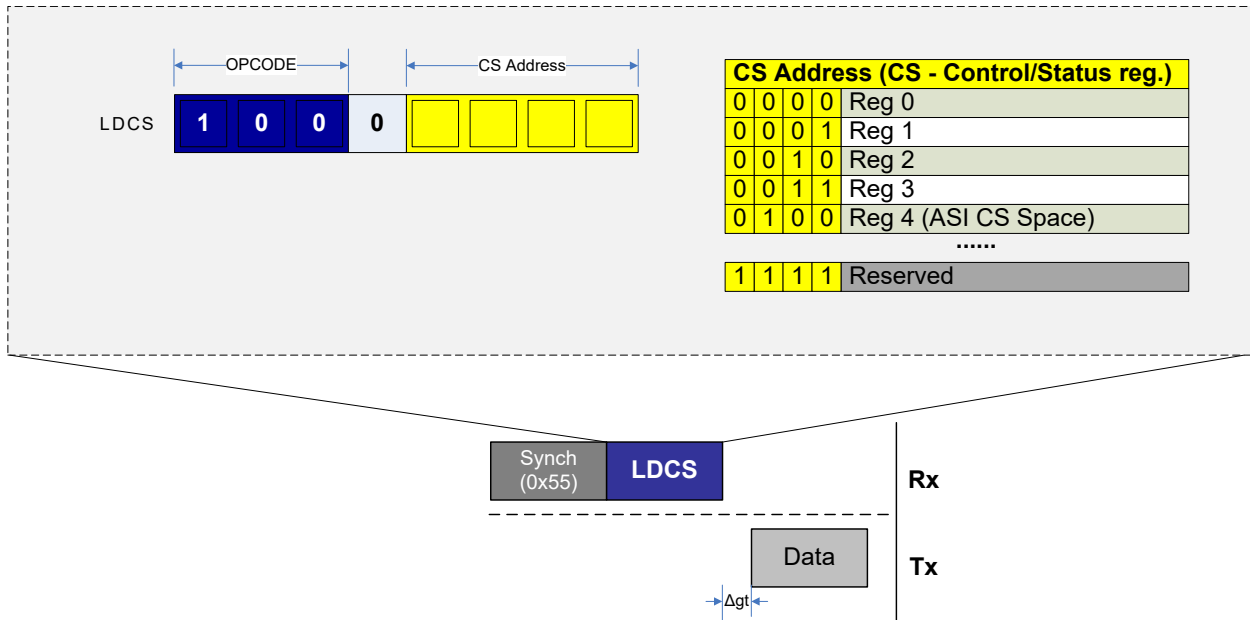 OPCODE
CS Address
LDCS
1 0 0 0
CS Address (CS - Control/Status reg.)
0 0 0 0 Reg 0
0 0 0 1 Reg 1
0 0 1 0 Reg 2
0 0 1 1 Reg 3
0 1 0 0 Reg 4 (ASI CS Space)
......
1 1 1 1 Reserved
Synch
(0x55)
LDCS
Rx
Data
Tx
Δgt